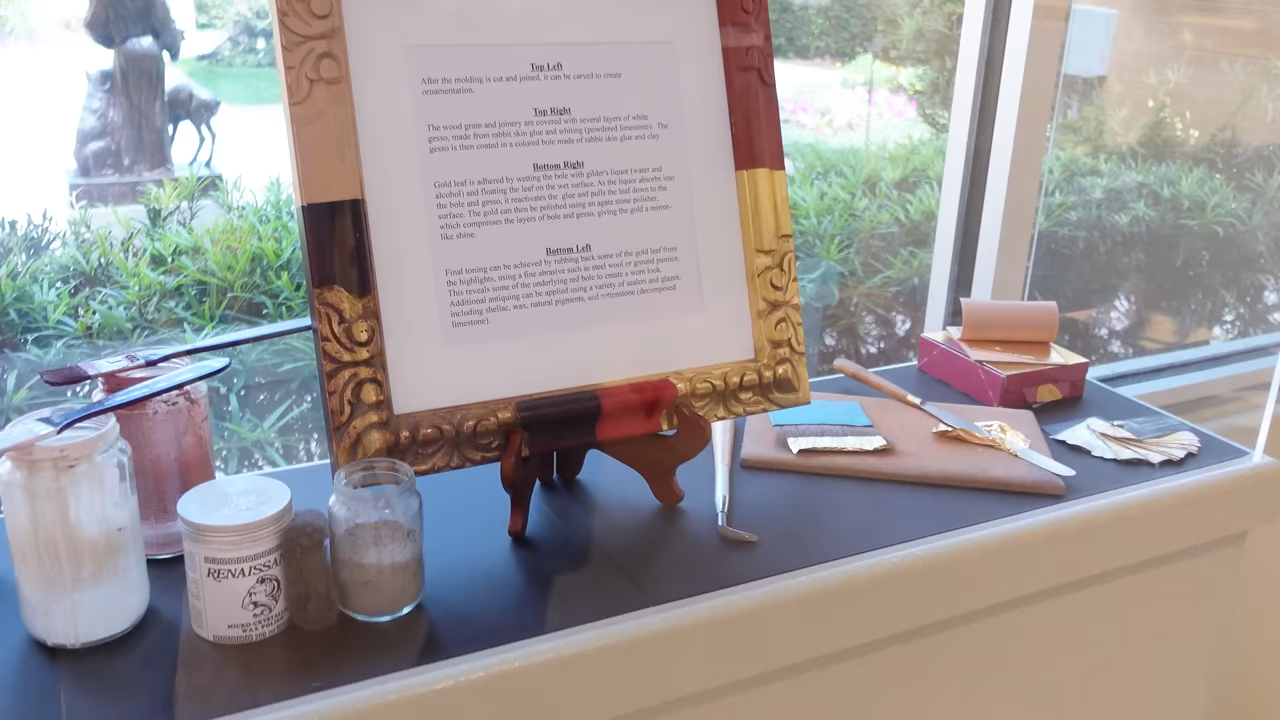 Top Left
After the molding is cut and joined, it can be carved to create
ornamentation.
Top Right
The wood grain and joinery are covered with several layers of white
gesso, made from rabbit skin glue and whiting (powdered limestone). The
gesso is then coated in a colored bole made of rabbit skin glue and clay.
Bottom Right
Gold leaf is adhered by wetting the bole with gilder's liquor (water and
alcohol) and floating the leaf on the wet surface. As the liquor absorbs into
the bole and gesso, it reactivates the glue and pulls the leaf down to the
surface. The gold can then be polished using an agate stone polisher,
which compresses the layers of bole and gesso, giving the gold a mirror-
like shine.
Bottom Left
Final toning can be achieved by rubbing back some of the gold leaf from
the highlights, using a fine abrasive such as steel wool or ground pumice.
This reveals some of the underlying red bole to create a worn look.
Additional antiquing can be applied using a variety of sealers and glazes,
including shellac, wax, natural pigments, and rottenstone (decomposed
limestone).
RENAISSAN
MICRO-CRYSTALL
WAX POLISH
200 ml